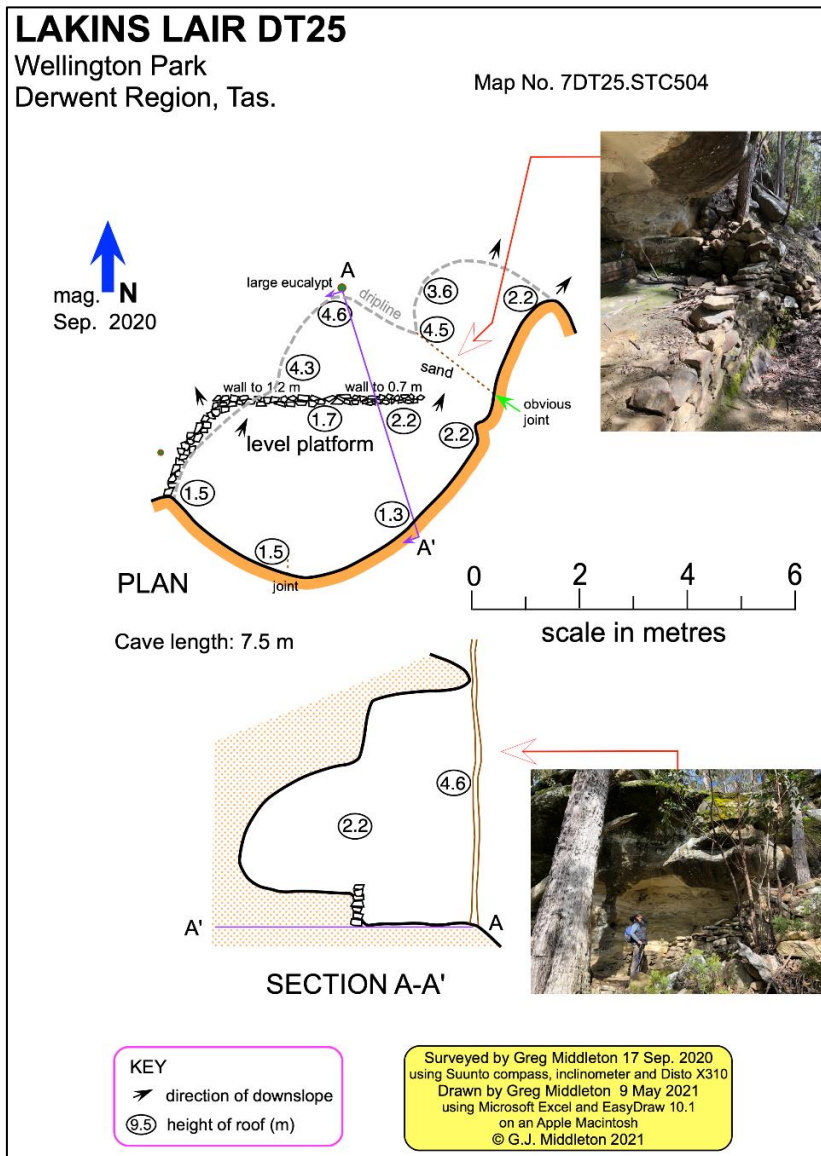 LAKINS LAIR DT25
Wellington Park
Derwent Region, Tas.
Map No. 7DT25.STC504
mag. N
Sep. 2020
A
large eucalypt
dripline
4.6
3.6
2.2
4.5
4.3
sand
wall to 1.2 m
wall to 0.7 m
obvious
joint
1.7
2.2
2.2
level platform
1.5
1.3
A'
1.5
joint
PLAN
0 2 4 6
scale in metres
Cave length: 7.5 m
4.6
2.2
A'
A
SECTION A-A'
KEY
direction of downslope
9.5 height of roof (m)
Surveyed by Greg Middleton 17 Sep. 2020
using Suunto compass, inclinometer and Disto X310
Drawn by Greg Middleton 9 May 2021
using Microsoft Excel and EasyDraw 10.1
on an Apple Macintosh
© G.J. Middleton 2021